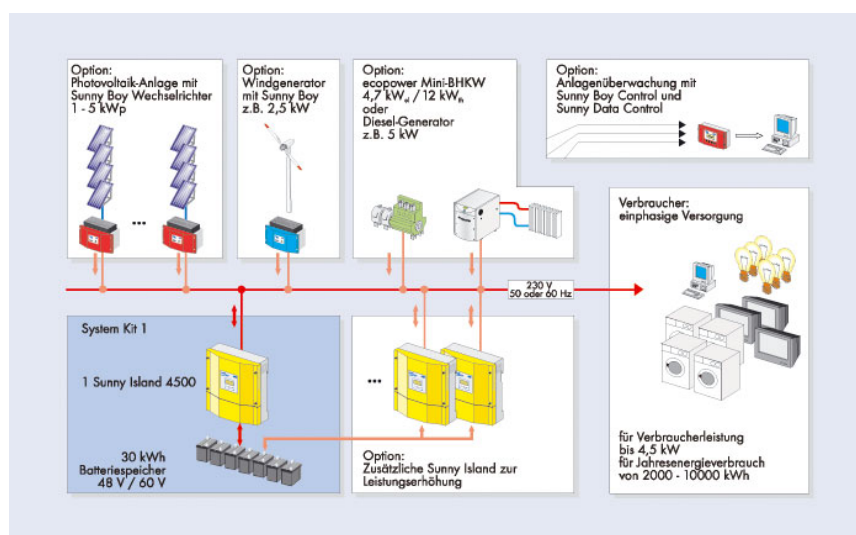 Option:
Photovoltaik-Anlage mit
Sunny Boy Wechselrichter
1 - 5 kWp
...
Option:
Windgenerator
mit Sunny Boy
z.B. 2,5 kW
Option:
ecopower Mini-BHKW
4,7 kWel / 12 kWth
oder
Diesel-Generator
z.B. 5 kW
Option:
Anlagenüberwachung mit
Sunny Boy Control und
Sunny Data Control
Verbraucher:
einphasige Versorgung
230 V
50 oder 60 Hz
System Kit 1
1 Sunny Island 4500
30 kWh
Batteriespeicher
48 V / 60 V
...
Option:
Zusätzliche Sunny Island zur
Leistungserhöhung
für Verbraucherleistung
bis 4,5 kW
für Jahresenergieverbrauch
von 2000 - 10000 kWh